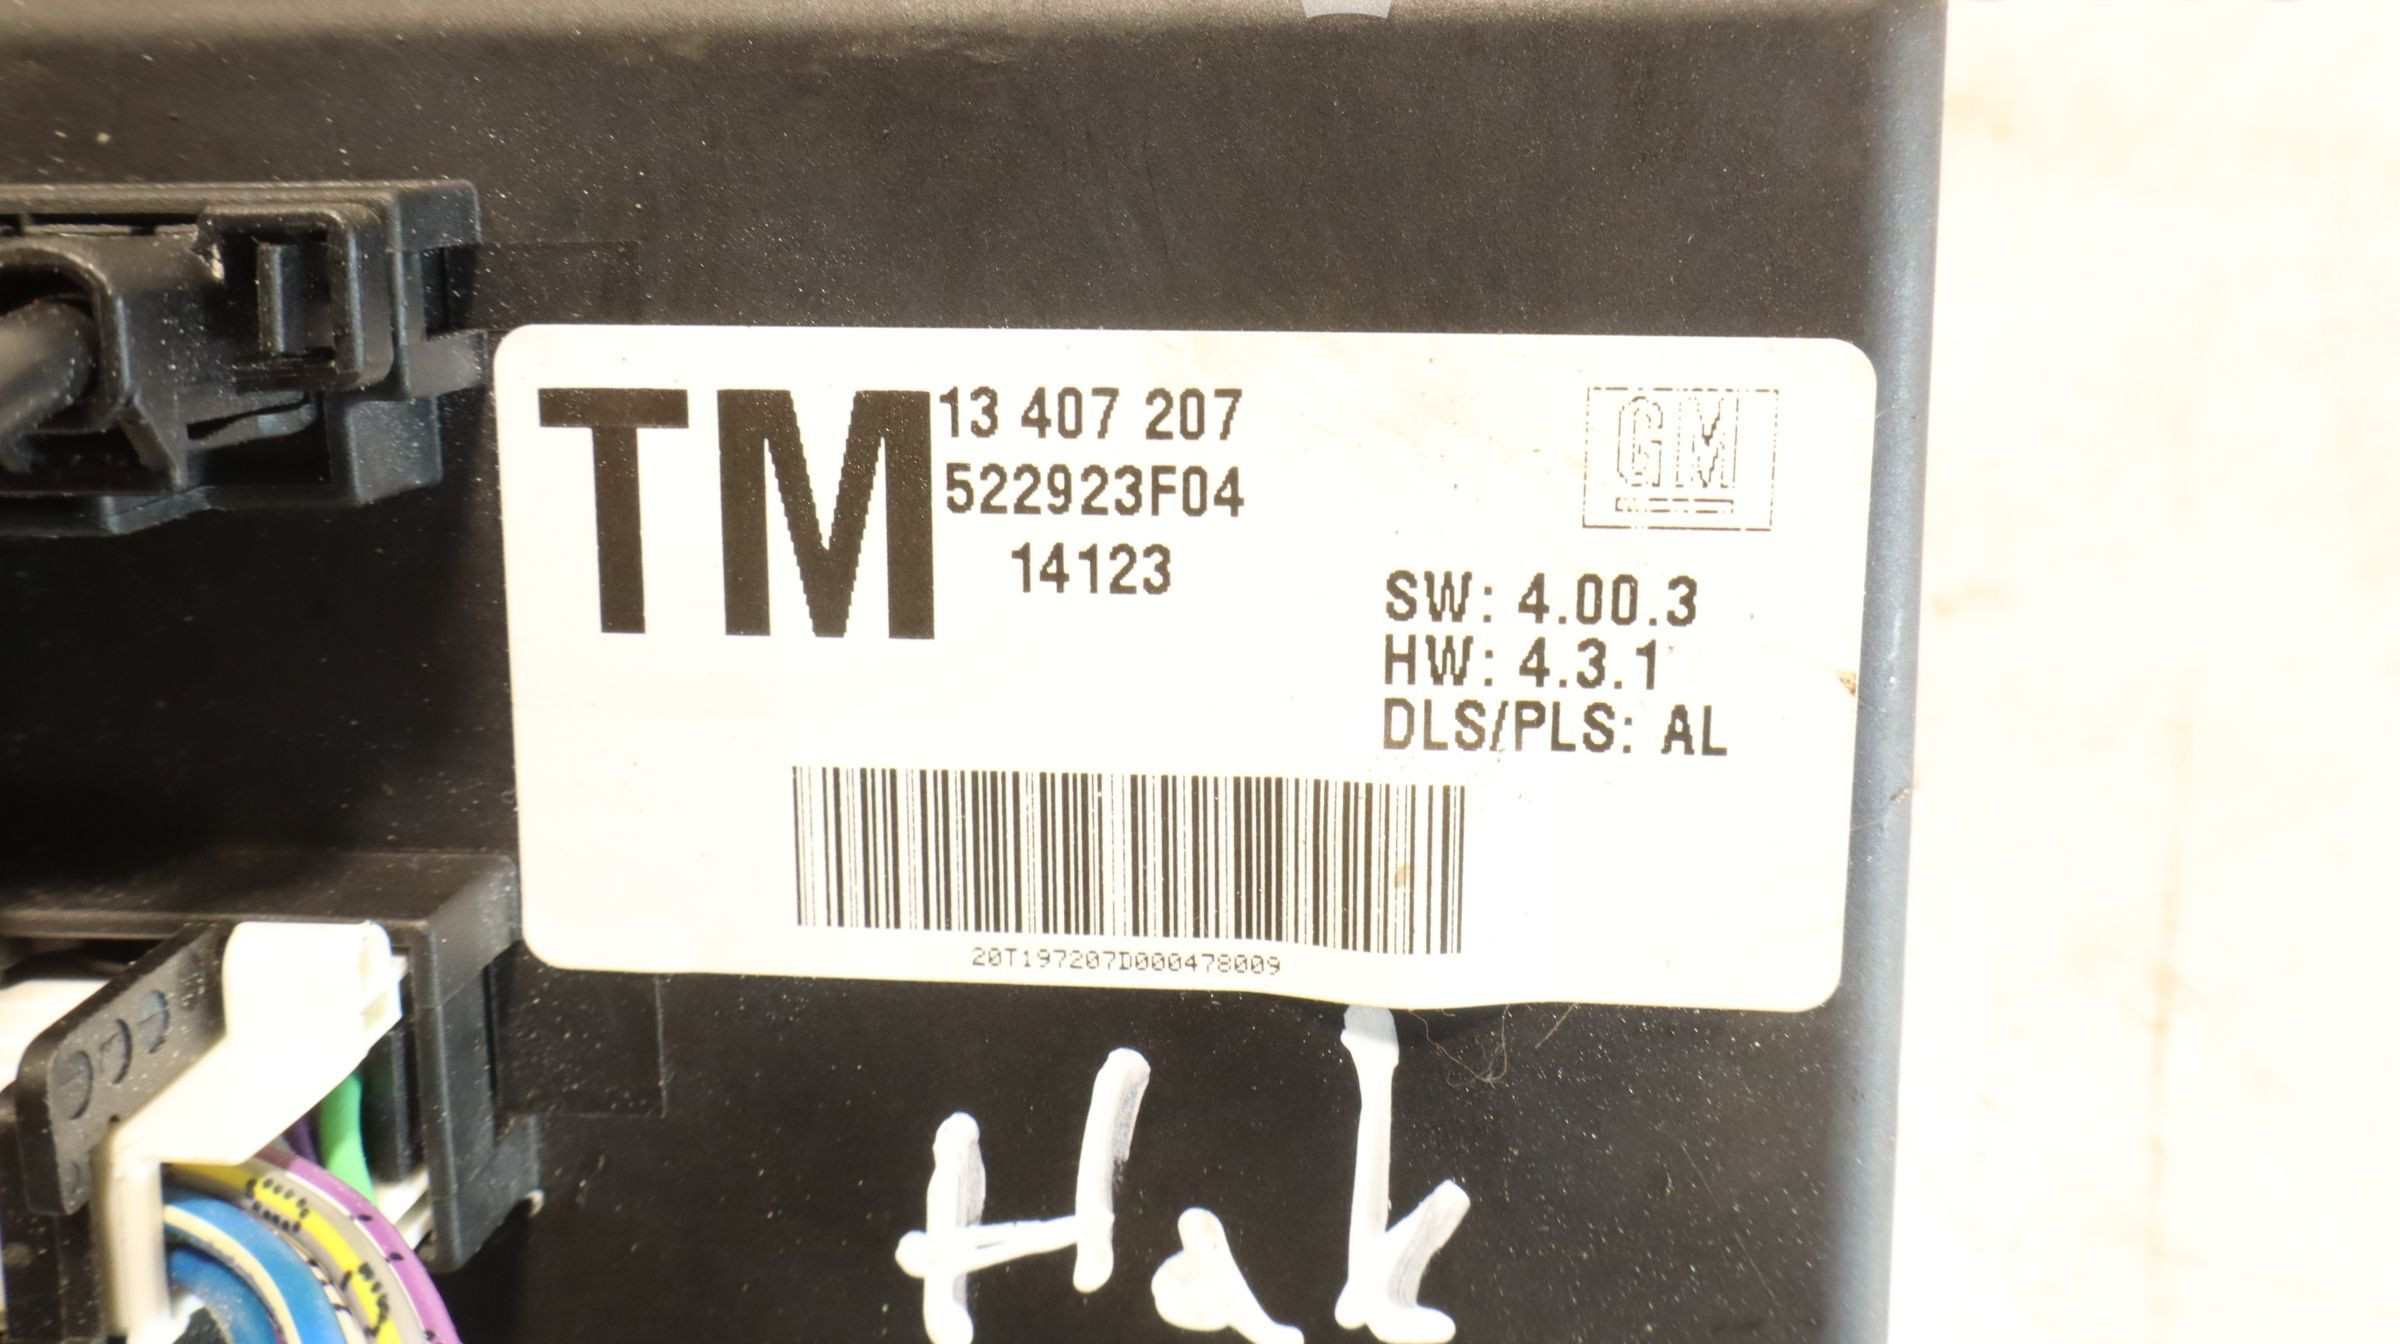 TM
13 407 207
522923F04
14123
GM
SW: 4.00.3
HW: 4.3.1
DLS/PLS: AL
20T197207D000478009
Hak